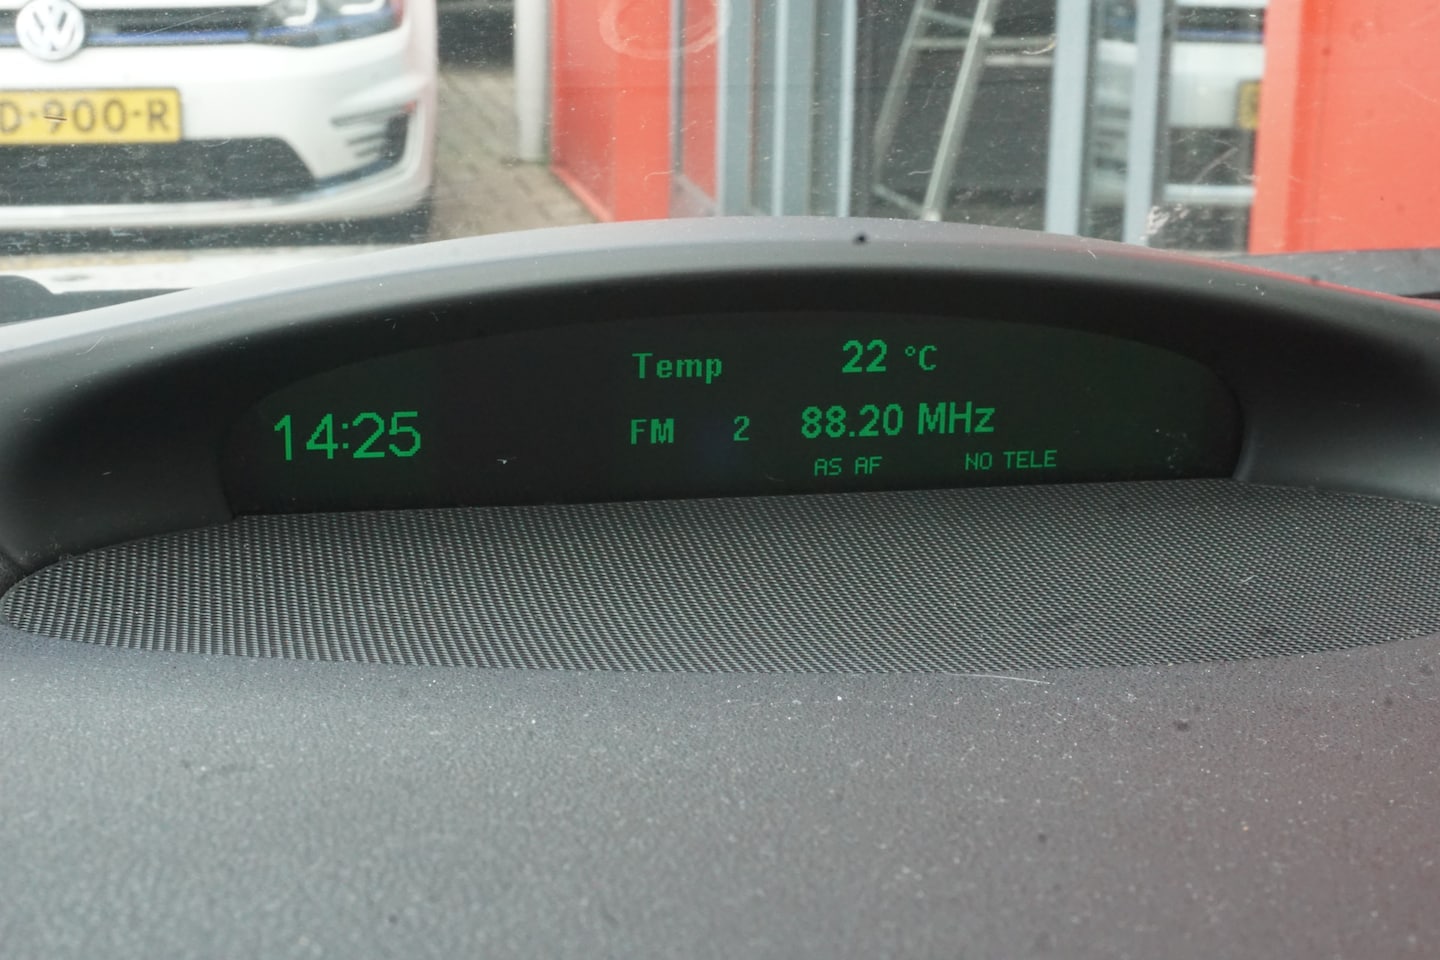 D-900-R
Temp 22 °C
14:25
FM 2 88.20 MHz
AS AF NO TELE